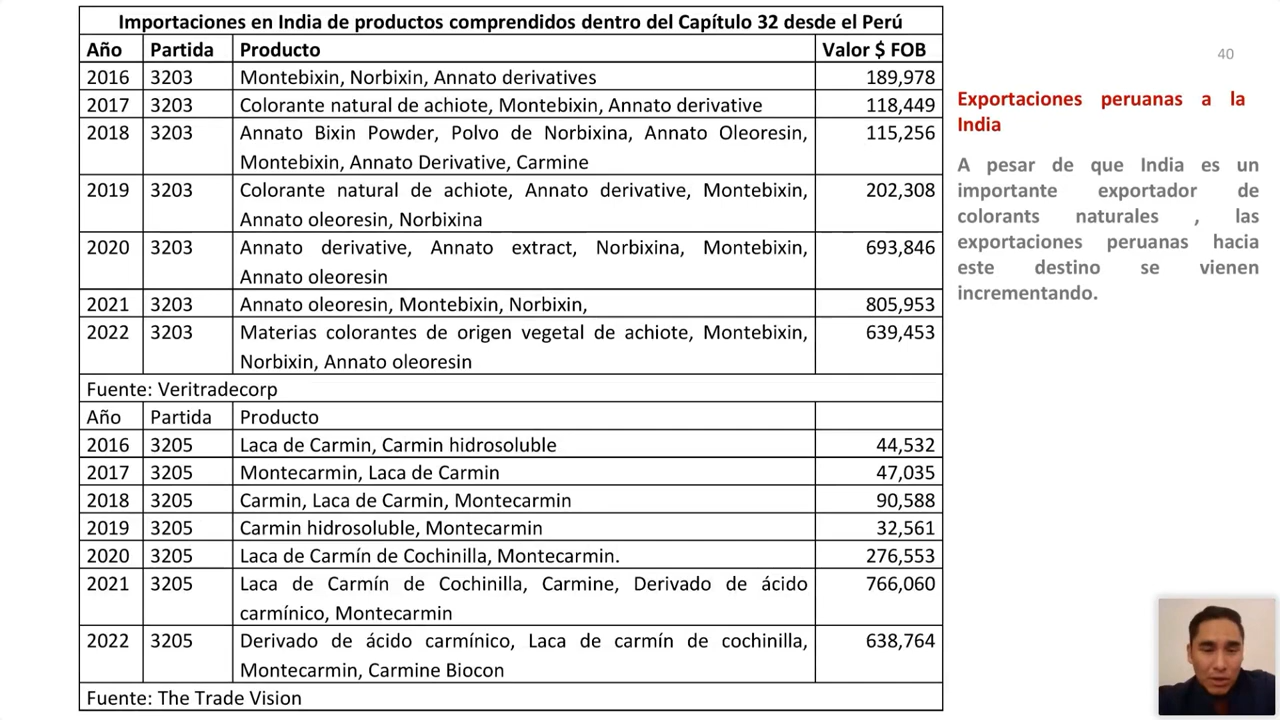 Importaciones en India de productos comprendidos dentro del Capítulo 32 desde el Perú
Año Partida Producto Valor $ FOB
2016 3203 Montebixin, Norbixin, Annato derivatives 189,978
2017 3203 Colorante natural de achiote, Montebixin, Annato derivative 118,449
2018 3203 Annato Bixin Powder, Polvo de Norbixina, Annato Oleoresin, 115,256
Montebixin, Annato Derivative, Carmine
2019 3203 Colorante natural de achiote, Annato derivative, Montebixin, 202,308
Annato oleoresin, Norbixina
2020 3203 Annato derivative, Annato extract, Norbixina, Montebixin, 693,846
Annato oleoresin
2021 3203 Annato oleoresin, Montebixin, Norbixin, 805,953
2022 3203 Materias colorantes de origen vegetal de achiote, Montebixin, 639,453
Norbixin, Annato oleoresin
Fuente: Veritradecorp
Año Partida Producto
2016 3205 Laca de Carmin, Carmin hidrosoluble 44,532
2017 3205 Montecarmin, Laca de Carmin 47,035
2018 3205 Carmin, Laca de Carmin, Montecarmin 90,588
2019 3205 Carmin hidrosoluble, Montecarmin 32,561
2020 3205 Laca de Carmín de Cochinilla, Montecarmin. 276,553
2021 3205 Laca de Carmín de Cochinilla, Carmine, Derivado de ácido 766,060
carmínico, Montecarmin
2022 3205 Derivado de ácido carmínico, Laca de carmín de cochinilla, 638,764
Montecarmin, Carmine Biocon
Fuente: The Trade Vision
40
Exportaciones peruanas a la
India
A pesar de que India es un
importante exportador de
colorants naturales , las
exportaciones peruanas hacia
este destino se vienen
incrementando.